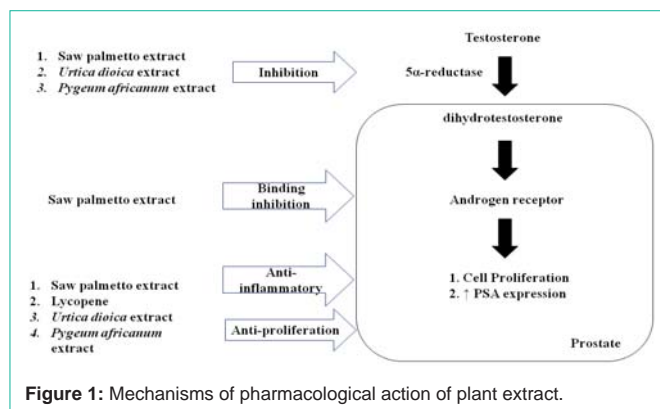 1. Saw palmetto extract
2. Urtica dioica extract
3. Pygeum africanum extract
Inhibition
Testosterone
5α-reductase
dihydrotestosterone
Saw palmetto extract
Binding
inhibition
Androgen receptor
1. Saw palmetto extract
2. Lycopene
3. Urtica dioica extract
4. Pygeum africanum
extract
Anti-
inflammatory
Anti-proliferation
1. Cell Proliferation
2. ↑ PSA expression
Prostate
Figure 1: Mechanisms of pharmacological action of plant extract.